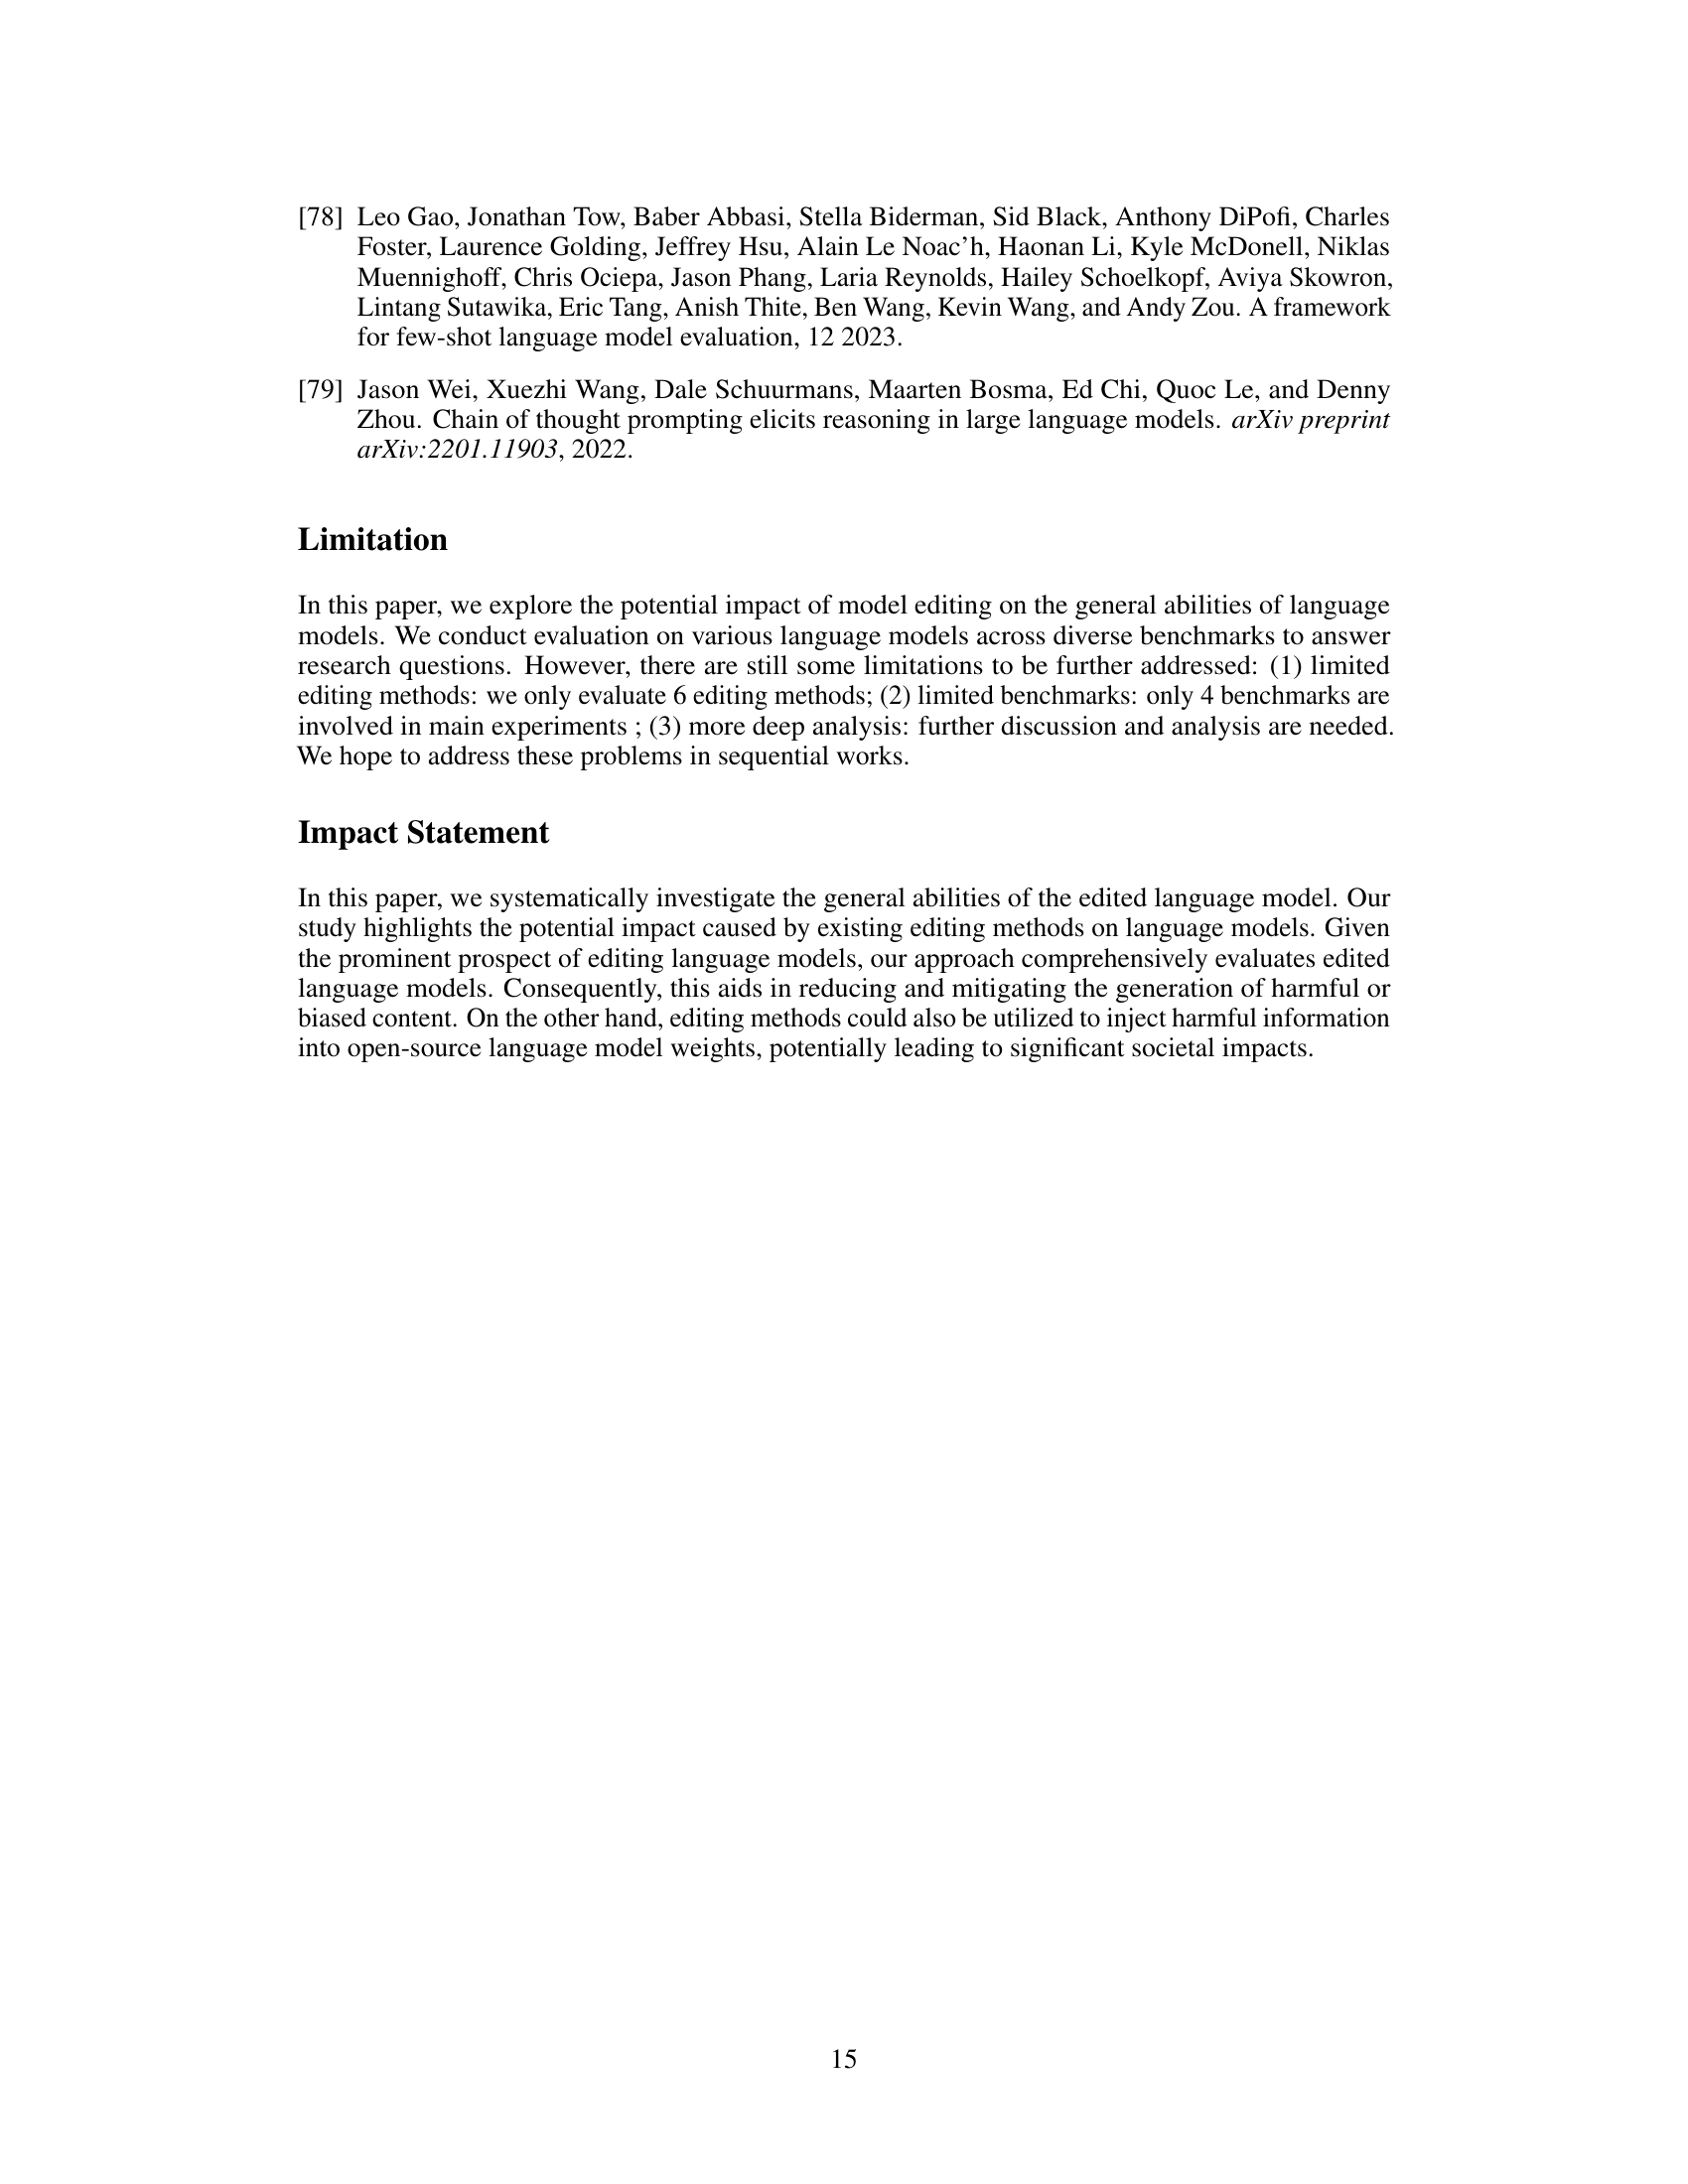 [78] Leo Gao, Jonathan Tow, Baber Abbasi, Stella Biderman, Sid Black, Anthony DiPofi, Charles
Foster, Laurence Golding, Jeffrey Hsu, Alain Le Noac'h, Haonan Li, Kyle McDonell, Niklas
Muennighoff, Chris Ociepa, Jason Phang, Laria Reynolds, Hailey Schoelkopf, Aviya Skowron,
Lintang Sutawika, Eric Tang, Anish Thite, Ben Wang, Kevin Wang, and Andy Zou. A framework
for few-shot language model evaluation, 12 2023.
[79] Jason Wei, Xuezhi Wang, Dale Schuurmans, Maarten Bosma, Ed Chi, Quoc Le, and Denny
Zhou. Chain of thought prompting elicits reasoning in large language models. arXiv preprint
arXiv:2201.11903, 2022.
Limitation
In this paper, we explore the potential impact of model editing on the general abilities of language
models. We conduct evaluation on various language models across diverse benchmarks to answer
research questions. However, there are still some limitations to be further addressed: (1) limited
editing methods: we only evaluate 6 editing methods; (2) limited benchmarks: only 4 benchmarks are
involved in main experiments ; (3) more deep analysis: further discussion and analysis are needed.
We hope to address these problems in sequential works.
Impact Statement
In this paper, we systematically investigate the general abilities of the edited language model. Our
study highlights the potential impact caused by existing editing methods on language models. Given
the prominent prospect of editing language models, our approach comprehensively evaluates edited
language models. Consequently, this aids in reducing and mitigating the generation of harmful or
biased content. On the other hand, editing methods could also be utilized to inject harmful information
into open-source language model weights, potentially leading to significant societal impacts.
15